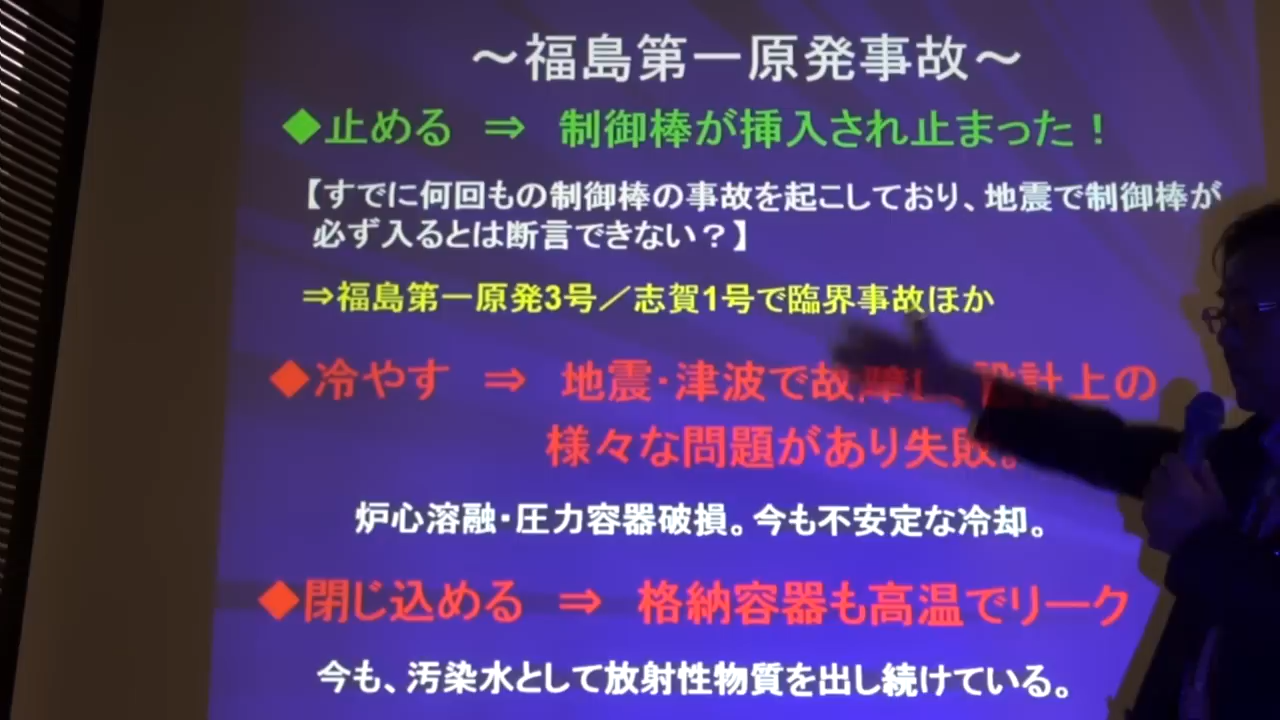 ～福島第一原発事故～
◆止める ⇒ 制御棒が挿入され止まった！
【すでに何回もの制御棒の事故を起こしており、地震で制御棒が
必ず入るとは断言できない？】
⇒福島第一原発3号／志賀1号で臨界事故ほか
◆冷やす ⇒ 地震・津波で故障 設計上の
様々な問題があり失敗。
炉心溶融・圧力容器破損。今も不安定な冷却。
◆閉じ込める ⇒ 格納容器も高温でリーク
今も、汚染水として放射性物質を出し続けている。